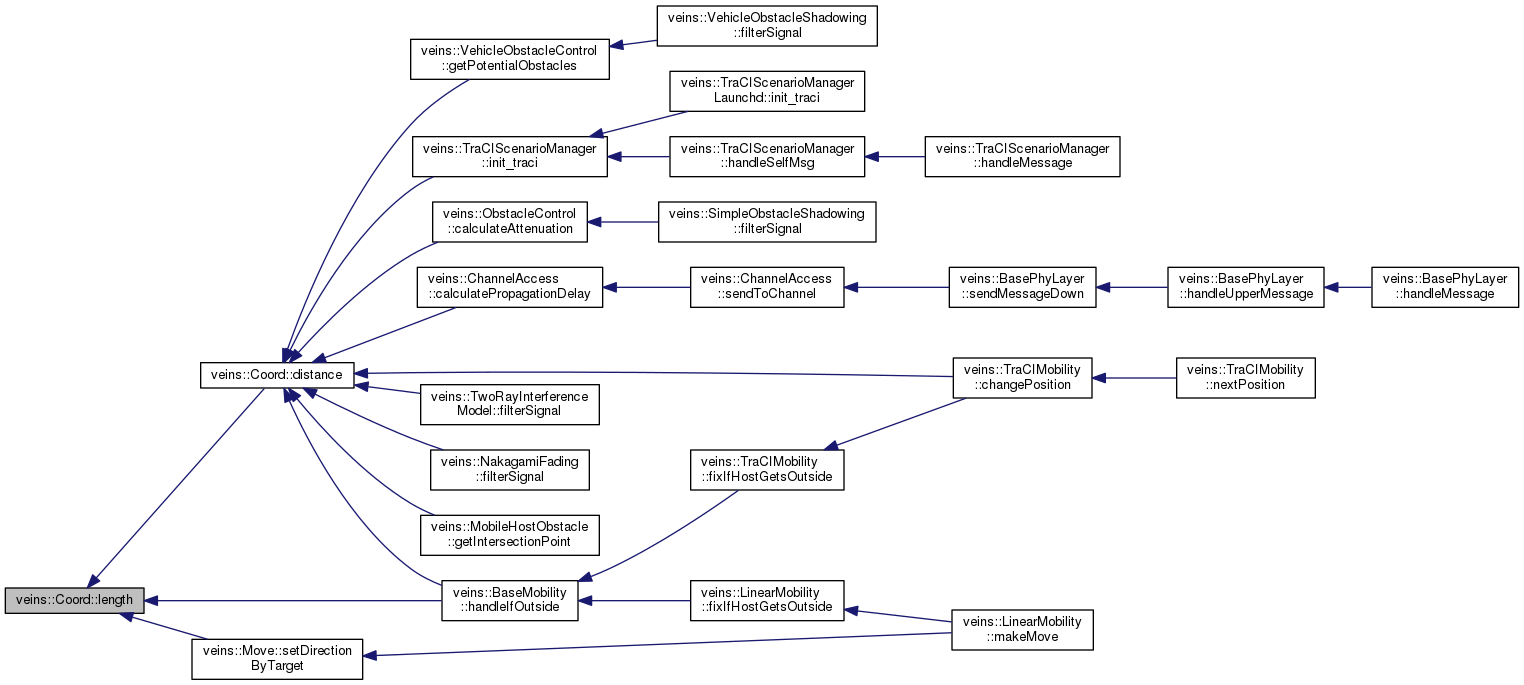 veins::VehicleObstacleShadowing
::filterSignal
veins::VehicleObstacleControl
::getPotentialObstacles
veins::TraCIScenarioManager
Launchd::init_traci
veins::TraCIScenarioManager
::init_traci
veins::TraCIScenarioManager
::handleSelfMsg
veins::TraCIScenarioManager
::handleMessage
veins::ObstacleControl
::calculateAttenuation
veins::SimpleObstacleShadowing
::filterSignal
veins::ChannelAccess
::calculatePropagationDelay
veins::ChannelAccess
::sendToChannel
veins::BasePhyLayer
::sendMessageDown
veins::BasePhyLayer
::handleUpperMessage
veins::BasePhyLayer
::handleMessage
veins::Coord::distance
veins::TraCIMobility
::changePosition
veins::TraCIMobility
::nextPosition
veins::TwoRayInterference
Model::filterSignal
veins::NakagamiFading
::filterSignal
veins::TraCIMobility
::fixIfHostGetsOutside
veins::MobileHostObstacle
::getIntersectionPoint
veins::Coord::length
veins::BaseMobility
::handleIfOutside
veins::LinearMobility
::fixIfHostGetsOutside
veins::LinearMobility
::makeMove
veins::Move::setDirection
ByTarget